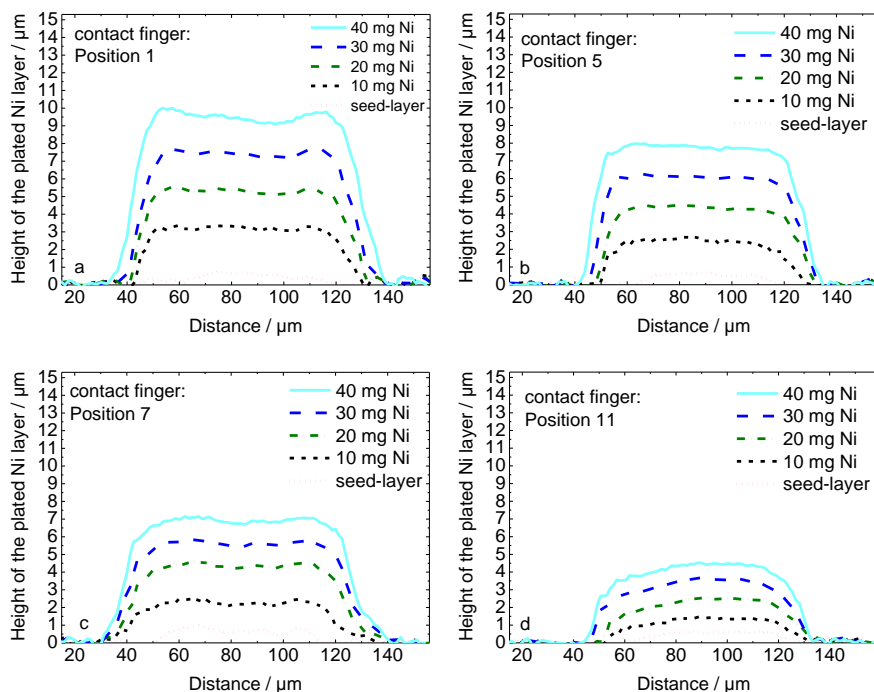 contact finger:
Position 1
40 mg Ni
30 mg Ni
20 mg Ni
10 mg Ni
seed-layer
Height of the plated Ni layer / µm
15
14
13
12
11
10
9
8
7
6
5
4
3
2
1
0
a
20 40 60 80 100 120 140
Distance / µm
contact finger:
Position 5
40 mg Ni
30 mg Ni
20 mg Ni
10 mg Ni
seed-layer
Height of the plated Ni layer / µm
15
14
13
12
11
10
9
8
7
6
5
4
3
2
1
0
b
20 40 60 80 100 120 140
Distance / µm
contact finger:
Position 7
40 mg Ni
30 mg Ni
20 mg Ni
10 mg Ni
seed-layer
Height of the plated Ni layer / µm
15
14
13
12
11
10
9
8
7
6
5
4
3
2
1
0
c
20 40 60 80 100 120 140
Distance / µm
contact finger:
Position 11
40 mg Ni
30 mg Ni
20 mg Ni
10 mg Ni
seed-layer
Height of the plated Ni layer / µm
15
14
13
12
11
10
9
8
7
6
5
4
3
2
1
0
d
20 40 60 80 100 120 140
Distance / µm